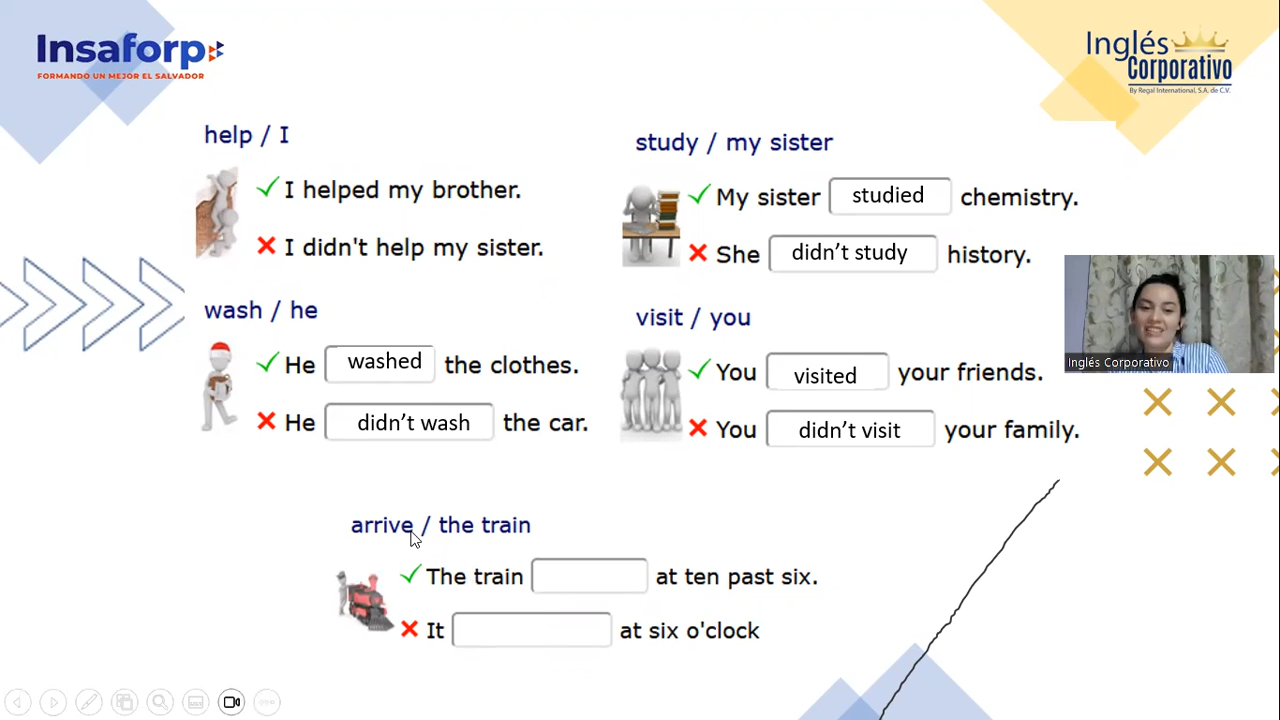 Insaforp
FORMANDO UN MEJOR EL SALVADOR
Inglés
Corporativo
By Regal International, S.A. de C.V.
help / I
I helped my brother.
I didn't help my sister.
wash / he
He washed the clothes.
He didn't wash the car.
study / my sister
My sister studied chemistry.
She didn't study history.
visit / you
You visited your friends.
You didn't visit your family.
Inglés Corporativo
arrive / the train
The train at ten past six.
It at six o'clock